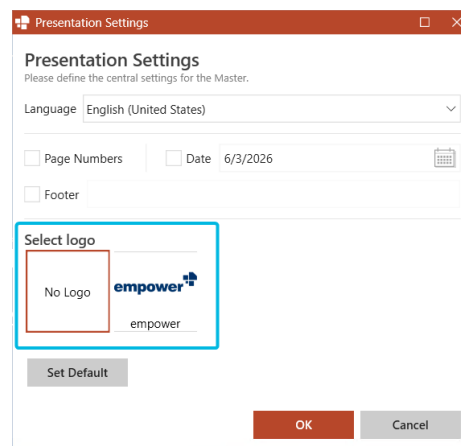 Presentation Settings
Presentation Settings
Please define the central settings for the Master.
Language English (United States)
Page Numbers Date 6/3/2026
Footer
Select logo
No Logo empower
empower
Set Default
OK Cancel